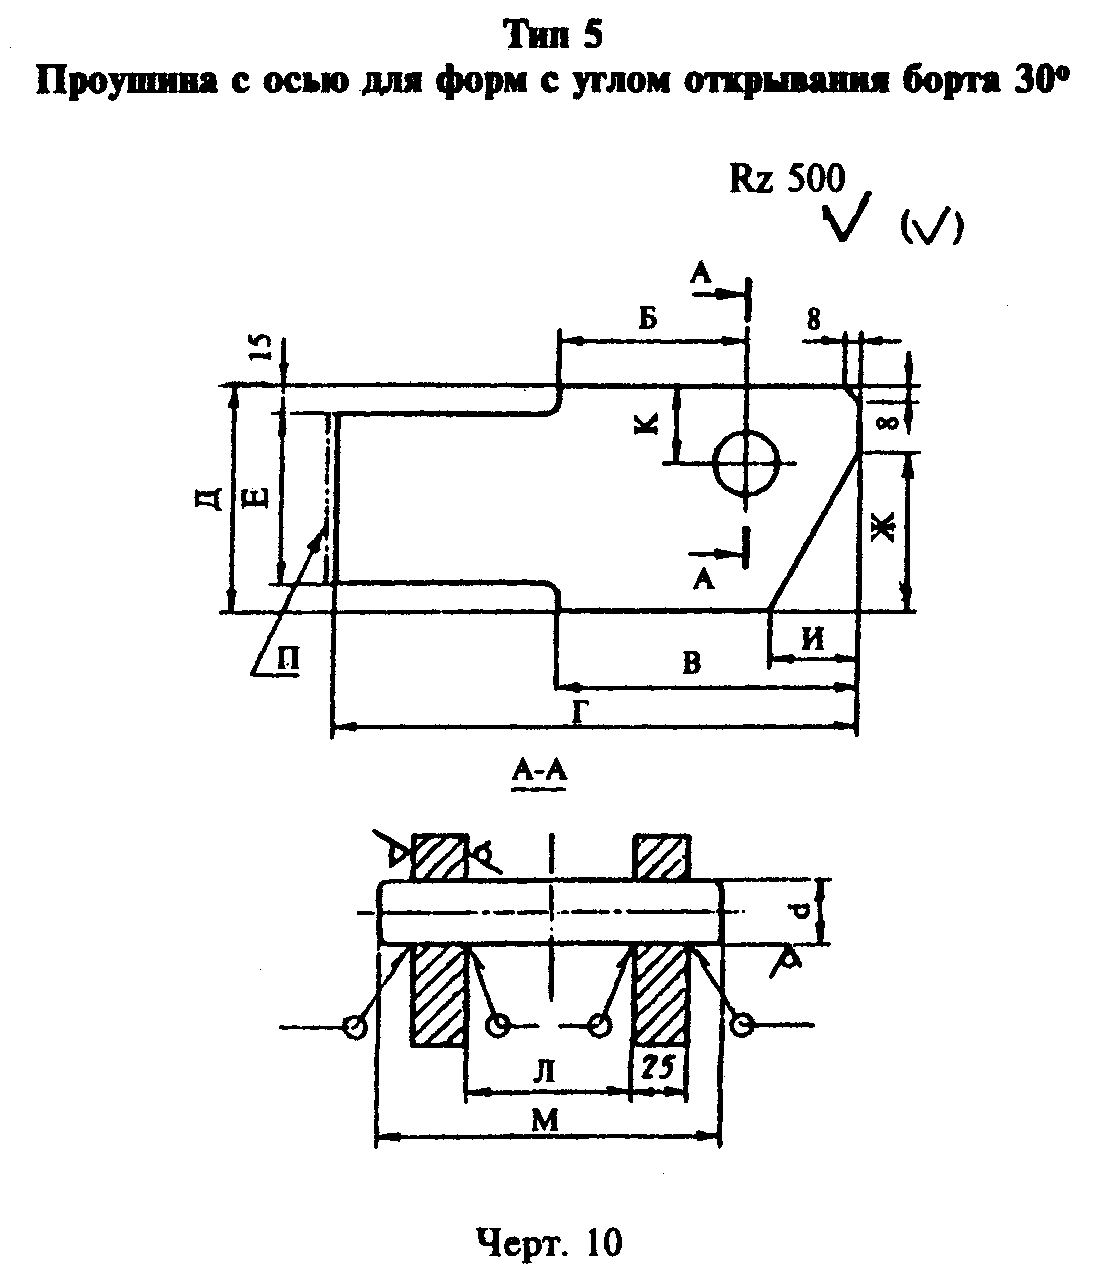 Тип 5
Проушина с осью для форм с углом открывания борта 30°
Rz 500
(√)
А
Б
8
15
К
8
Д
Е
Ж
А
П
И
В
Г
А-А
d
Л
25
М
Черт. 10